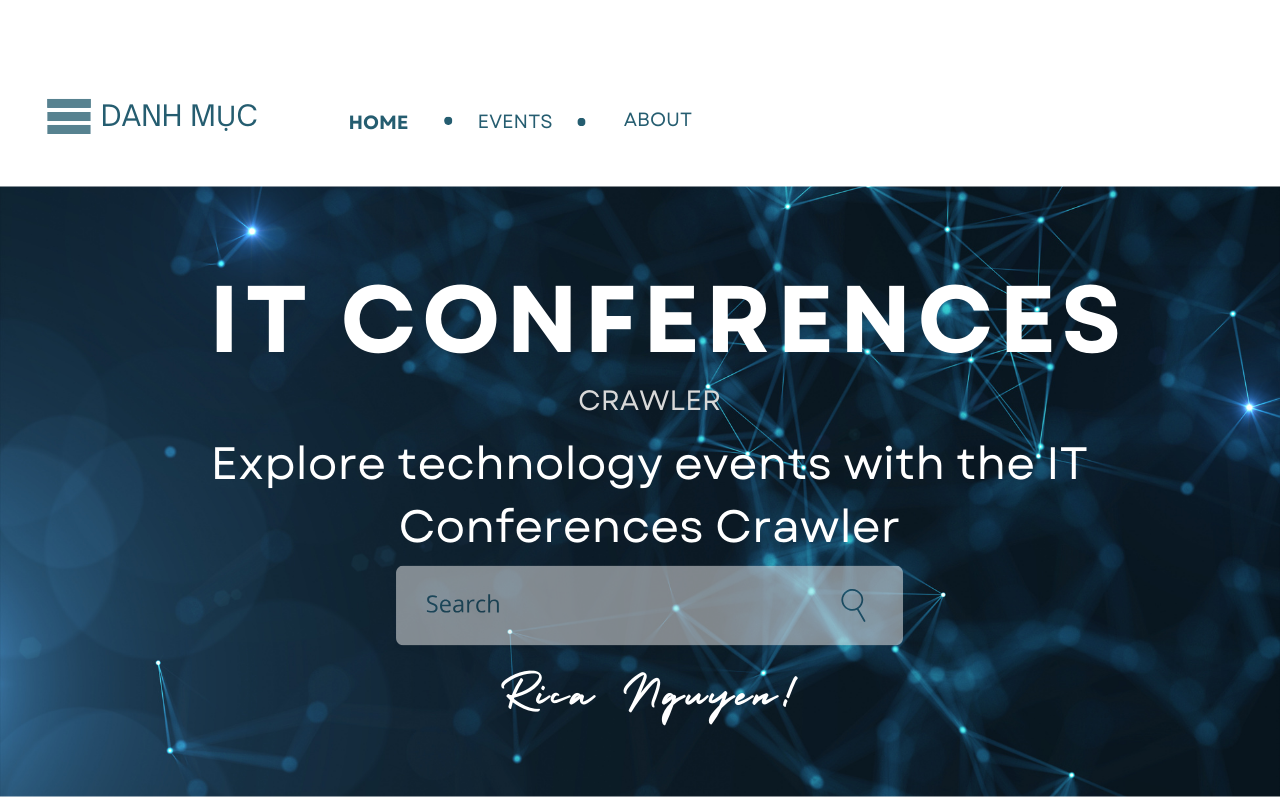 DANH MỤC
HOME • EVENTS • ABOUT
IT CONFERENCES
CRAWLER
Explore technology events with the IT
Conferences Crawler
Search
Rica Nguyen!